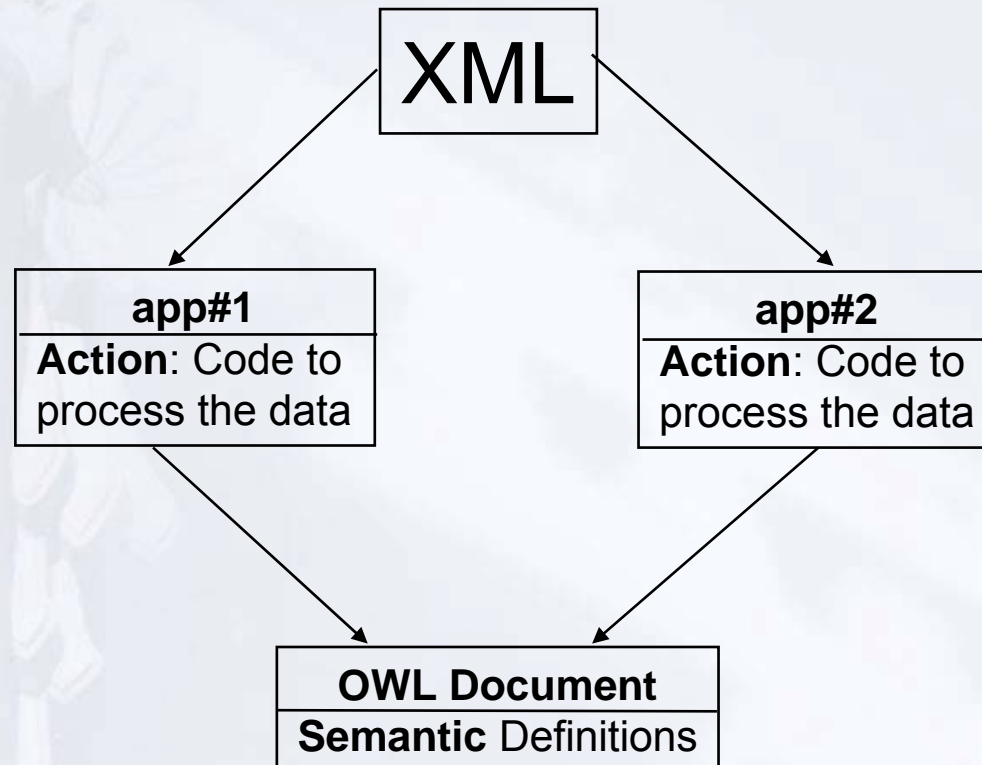 XML
app#1
Action: Code to
process the data
app#2
Action: Code to
process the data
OWL Document
Semantic Definitions